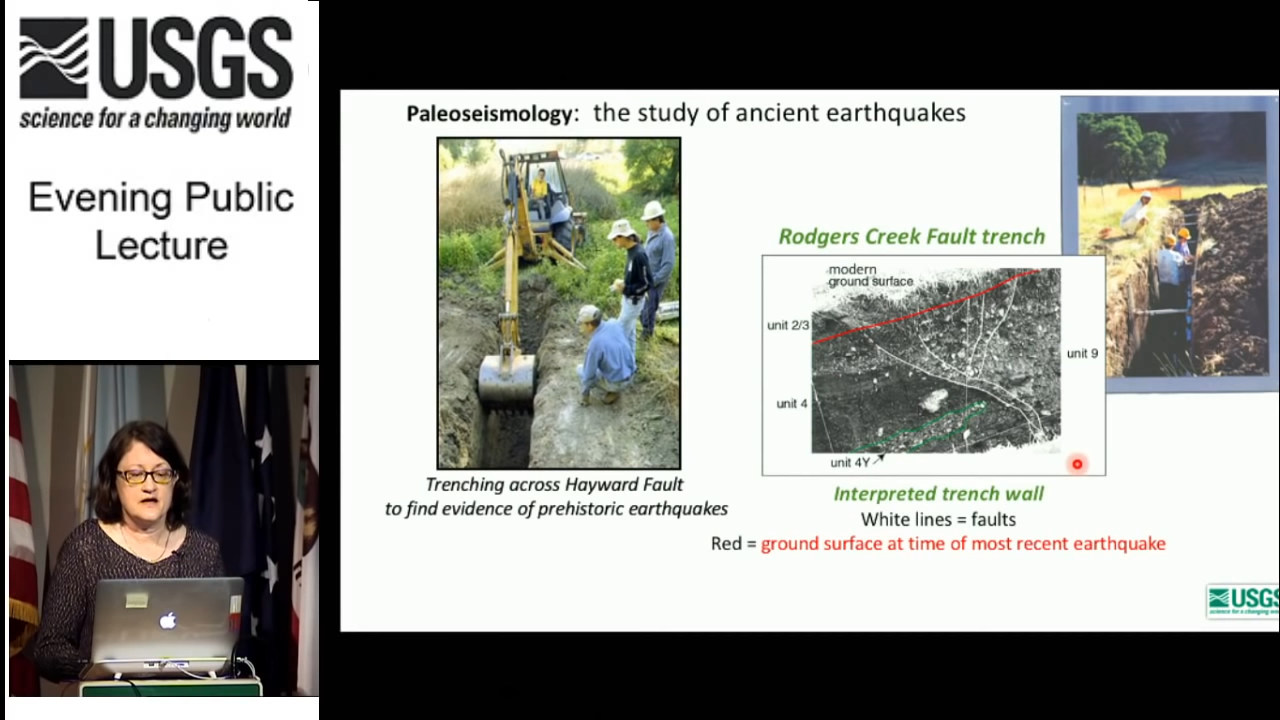 USGS
science for a changing world
Evening Public
Lecture
Paleoseismology: the study of ancient earthquakes
Trenching across Hayward Fault
to find evidence of prehistoric earthquakes
Rodgers Creek Fault trench
modern
ground surface
unit 2/3
unit 9
unit 4
unit 4Y
Interpreted trench wall
White lines = faults
Red = ground surface at time of most recent earthquake
USGS